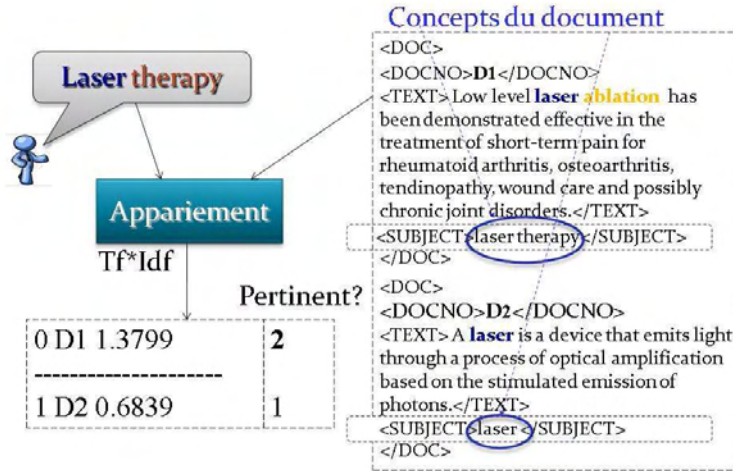 Concepts du document
Laser therapy
Appariement
Tf*Idf
Pertinent?
0 D1 1.3799 2
---------------------
1 D2 0.6839 1
<DOC>
<DOCNO>D1</DOCNO>
<TEXT> Low level laser ablation has
been demonstrated effective in the
treatment of short-term pain for
rheumatoid arthritis, osteoarthritis,
tendinopathy, wound care and possibly
chronic joint disorders.</TEXT>
<SUBJECT>laser therapy</SUBJECT>
</DOC>
<DOC>
<DOCNO>D2</DOCNO>
<TEXT> A laser is a device that emits light
through a process of optical amplification
based on the stimulated emission of
photons.</TEXT>
<SUBJECT>laser </SUBJECT>
</DOC>